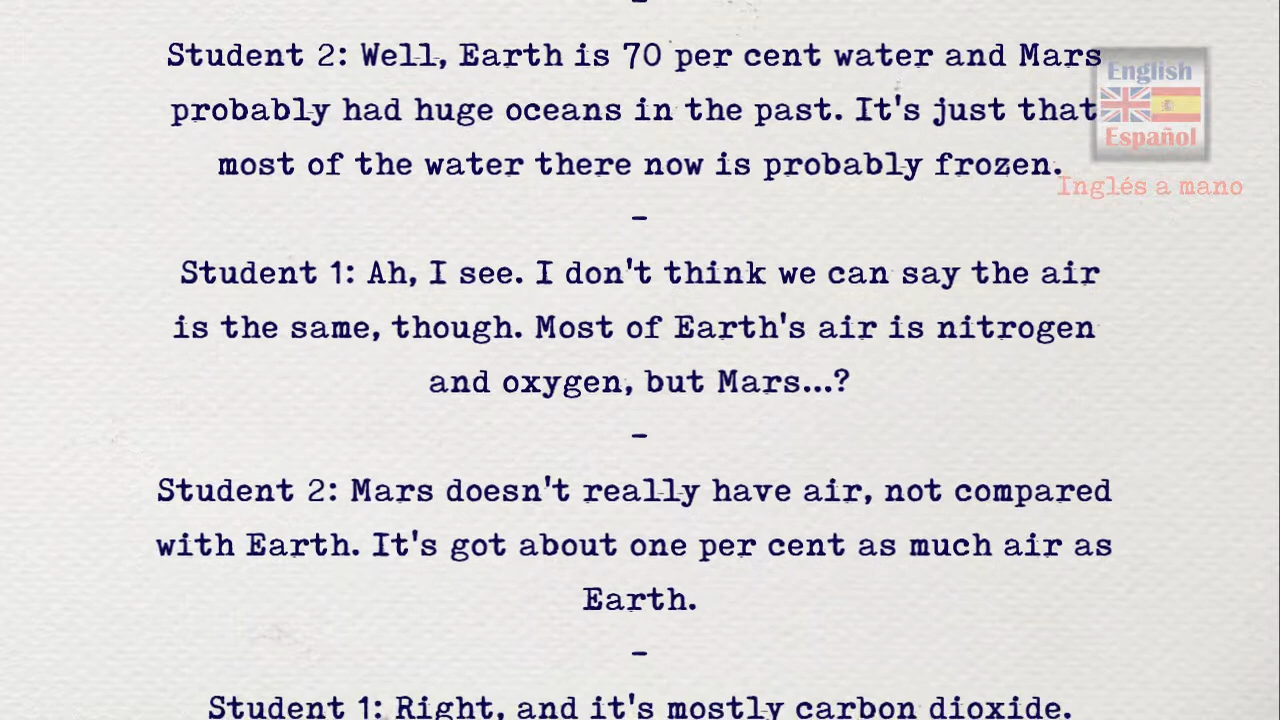 -
Student 2: Well, Earth is 70 per cent water and Mars
probably had huge oceans in the past. It's just that
most of the water there now is probably frozen.
-
Student 1: Ah, I see. I don't think we can say the air
is the same, though. Most of Earth's air is nitrogen
and oxygen, but Mars...?
-
Student 2: Mars doesn't really have air, not compared
with Earth. It's got about one per cent as much air as
Earth.
-
Student 1: Right, and it's mostly carbon dioxide.
English
Español
Inglés a mano